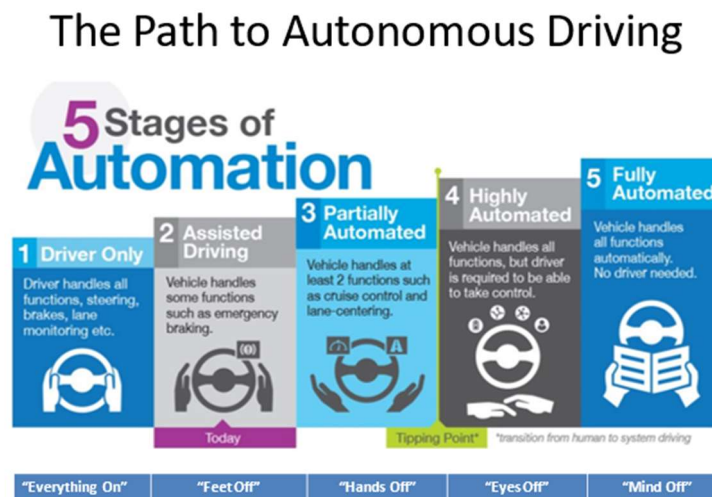 The Path to Autonomous Driving
5 Stages of
Automation
1 Driver Only
Driver handles all
functions, steering,
brakes, lane
monitoring etc.
2 Assisted
Driving
Vehicle handles
some functions
such as emergency
braking.
Today
3 Partially
Automated
Vehicle handles at
least 2 functions such
as cruise control and
lane-centering.
A
4 Highly
Automated
Vehicle handles all
functions, but driver
is required to be able
to take control.
5 Fully
Automated
Vehicle handles
all functions
automatically.
No driver needed.
Tipping Point* *transition from human to system driving
"Everything On" "Feet Off" "Hands Off" "Eyes Off" "Mind Off"